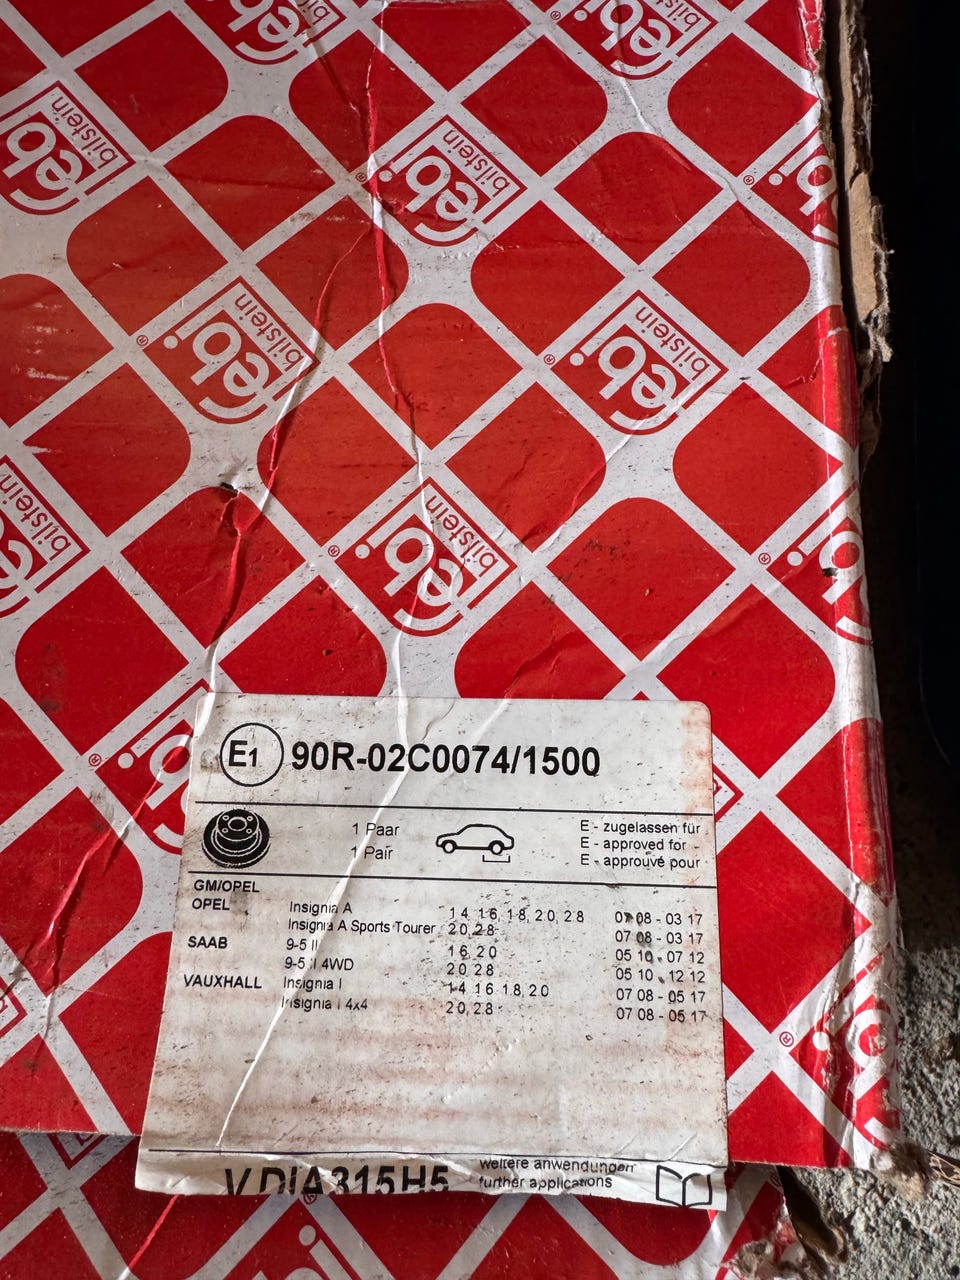 febi
bilstein
E1 90R-02C0074/1500
1 Paar
1 Pair
E - zugelassen für
E - approved for -
E - approuvé pour -
GM/OPEL
OPEL Insignia A 14 16 18, 20, 28 07 08 - 03 17
Insignia A Sports Tourer 20, 28 07 08 - 03 17
SAAB 9-5 II 16 20 05 10 - 07 12
9-5 II 4WD 20 28 05 10 - 12 12
VAUXHALL Insignia I 14 16 18, 20 07 08 - 05 17
Insignia I 4x4 20, 28 07 08 - 05 17
weitere anwendungen
further applications